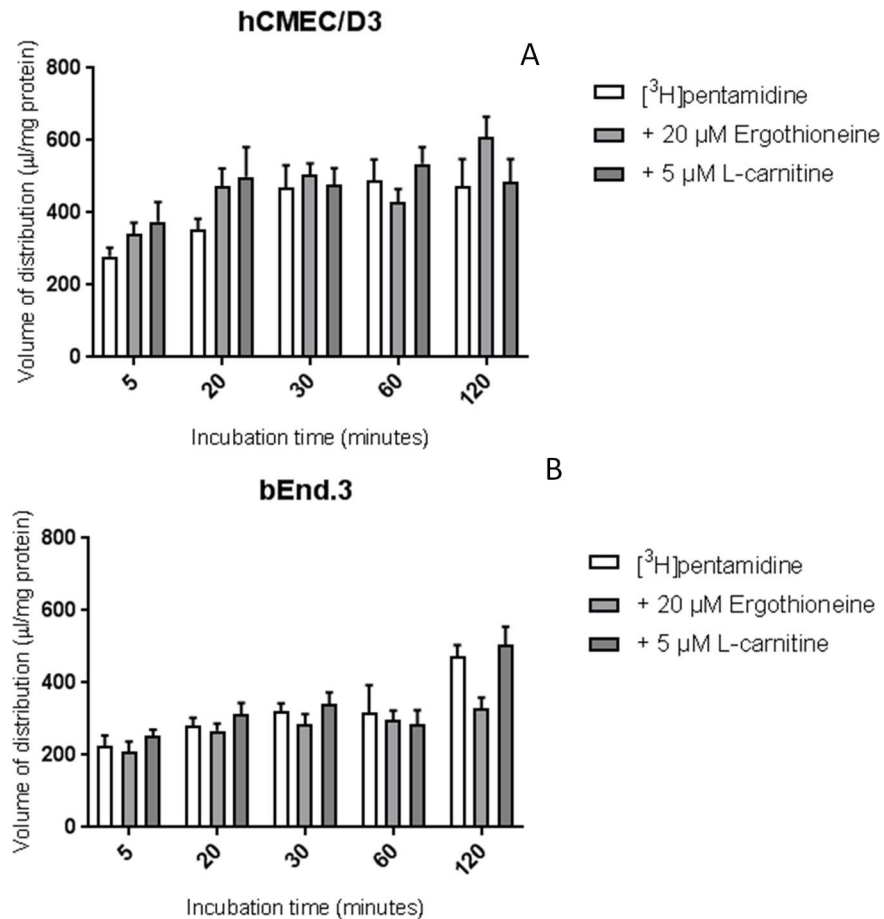 hCMEC/D3
A
Volume of distribution (µl/mg protein)
800
600
400
200
0
5 20 30 60 120
Incubation time (minutes)
[³H]pentamidine
+ 20 µM Ergothioneine
+ 5 µM L-carnitine
B
bEnd.3
Volume of distribution (µl/mg protein)
800
600
400
200
0
5 20 30 60 120
Incubation time (minutes)
[³H]pentamidine
+ 20 µM Ergothioneine
+ 5 µM L-carnitine